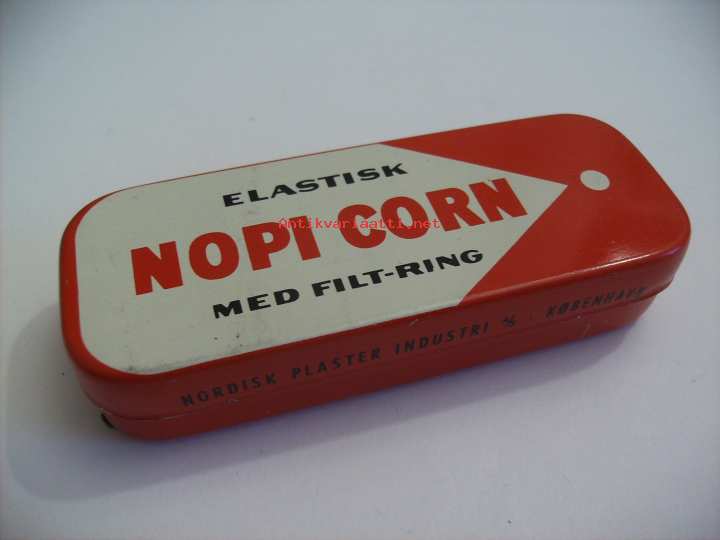 ELASTISK
NOPI CORN
Antikvariaatti.net
MED FILT-RING
NORDISK PLASTER INDUSTRI A/S · KØBENHAVN